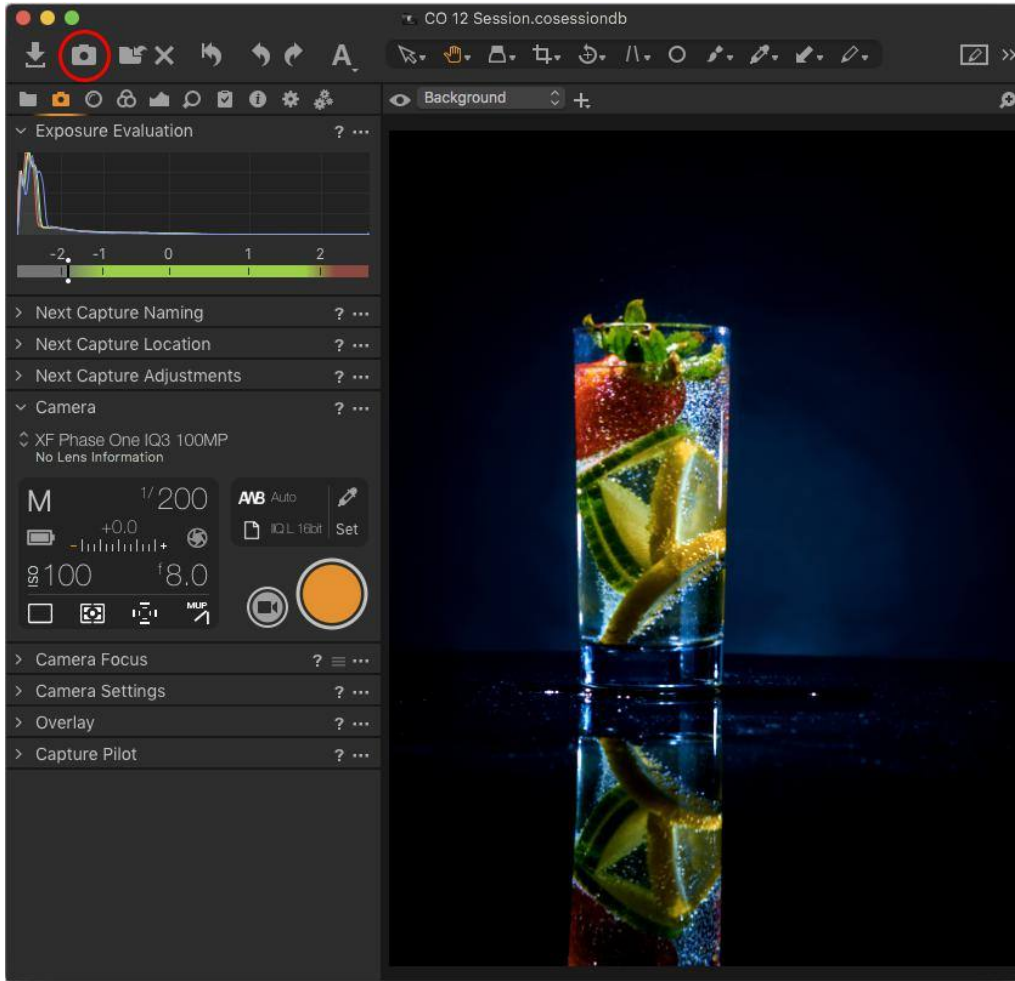 CO 12 Session.cosessiondb
A
Background
Exposure Evaluation ? ...
-2 -1 0 1 2
> Next Capture Naming ? ...
> Next Capture Location ? ...
> Next Capture Adjustments ? ...
Camera ? ...
XF Phase One IQ3 100MP
No Lens Information
M 1/200 AWB Auto
+0.0 IIQ L 16bit Set
- +
ISO 100 f 8.0
MUP
> Camera Focus ? ...
> Camera Settings ? ...
> Overlay ? ...
> Capture Pilot ? ...